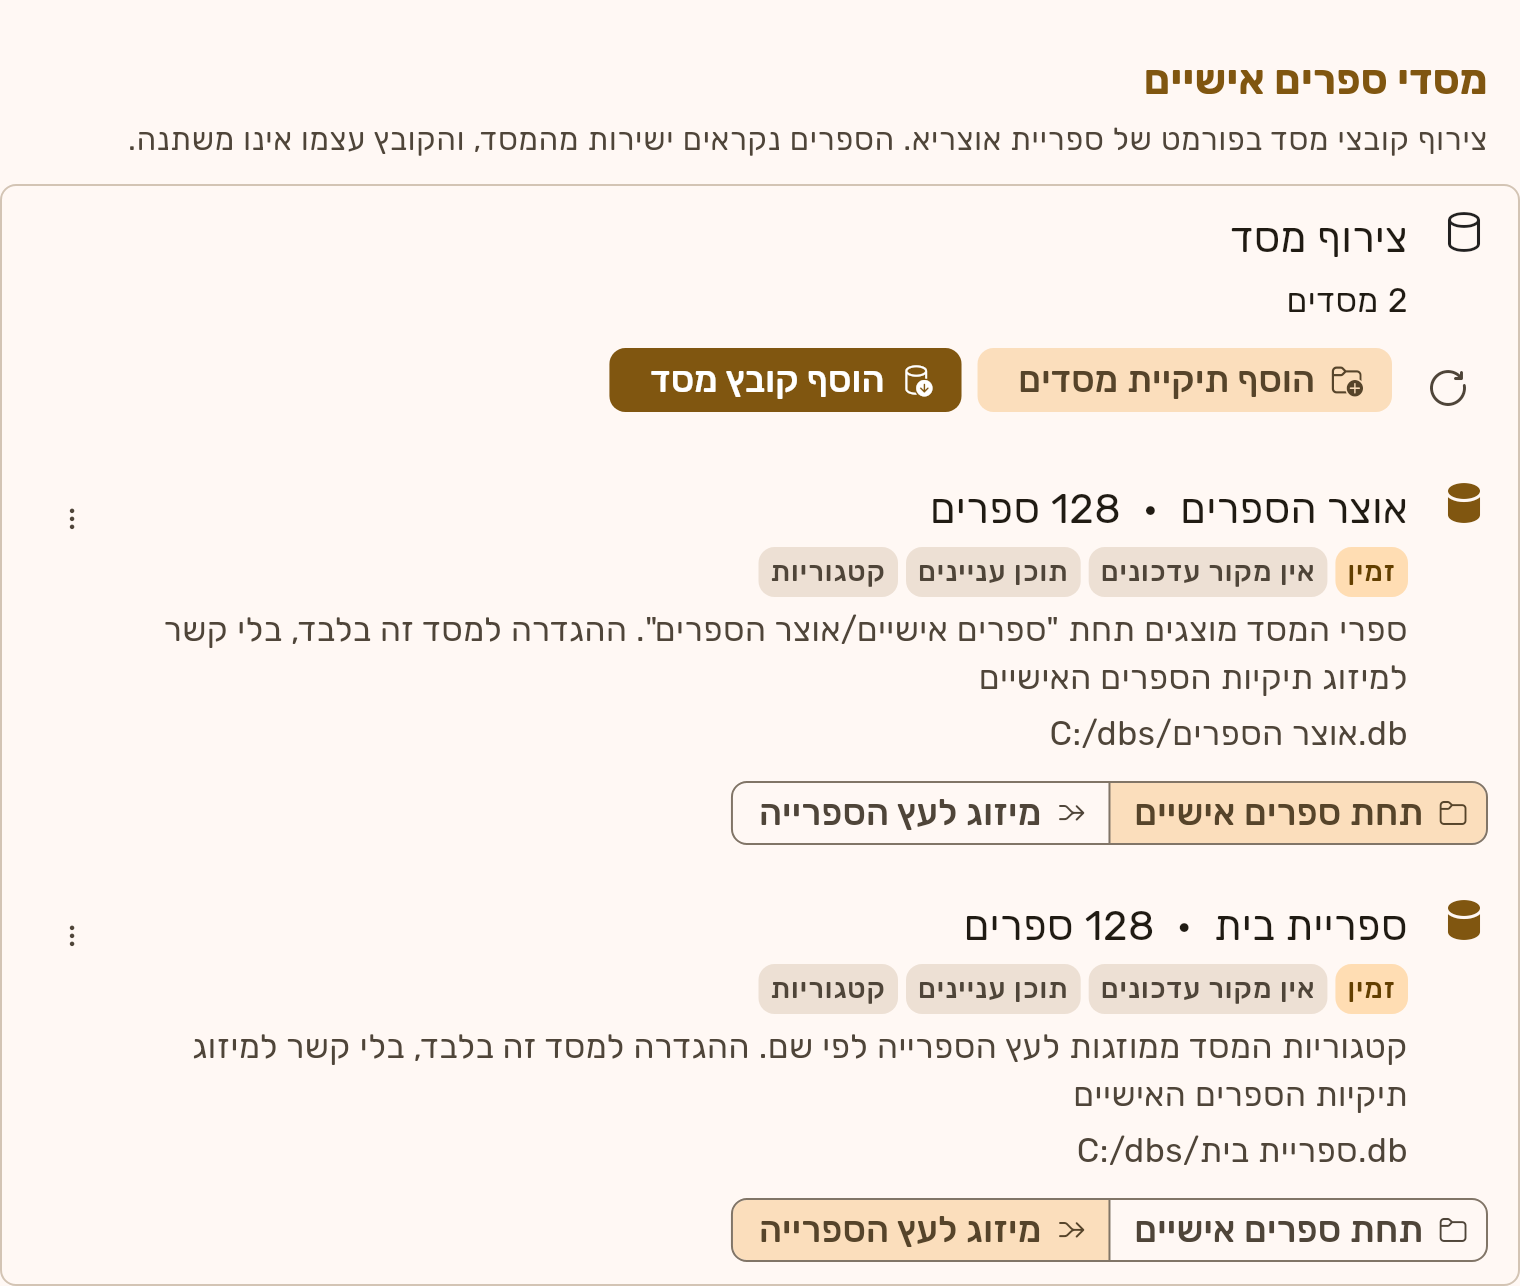 מסדי ספרים אישיים
צירוף קובצי מסד בפורמט של ספריית אוצריא. הספרים נקראים ישירות מהמסד, והקובץ עצמו אינו משתנה.
צירוף מסד
2 מסדים
הוסף תיקיית מסדים
הוסף קובץ מסד
אוצר הספרים • 128 ספרים
זמין
אין מקור עדכונים
תוכן עניינים
קטגוריות
ספרי המסד מוצגים תחת "ספרים אישיים/אוצר הספרים". ההגדרה למסד זה בלבד, בלי קשר
למיזוג תיקיות הספרים האישיים
C:/dbs/אוצר הספרים.db
תחת ספרים אישיים
מיזוג לעץ הספרייה
ספריית בית • 128 ספרים
זמין
אין מקור עדכונים
תוכן עניינים
קטגוריות
קטגוריות המסד ממוזגות לעץ הספרייה לפי שם. ההגדרה למסד זה בלבד, בלי קשר למיזוג
תיקיות הספרים האישיים
C:/dbs/ספריית בית.db
תחת ספרים אישיים
מיזוג לעץ הספרייה